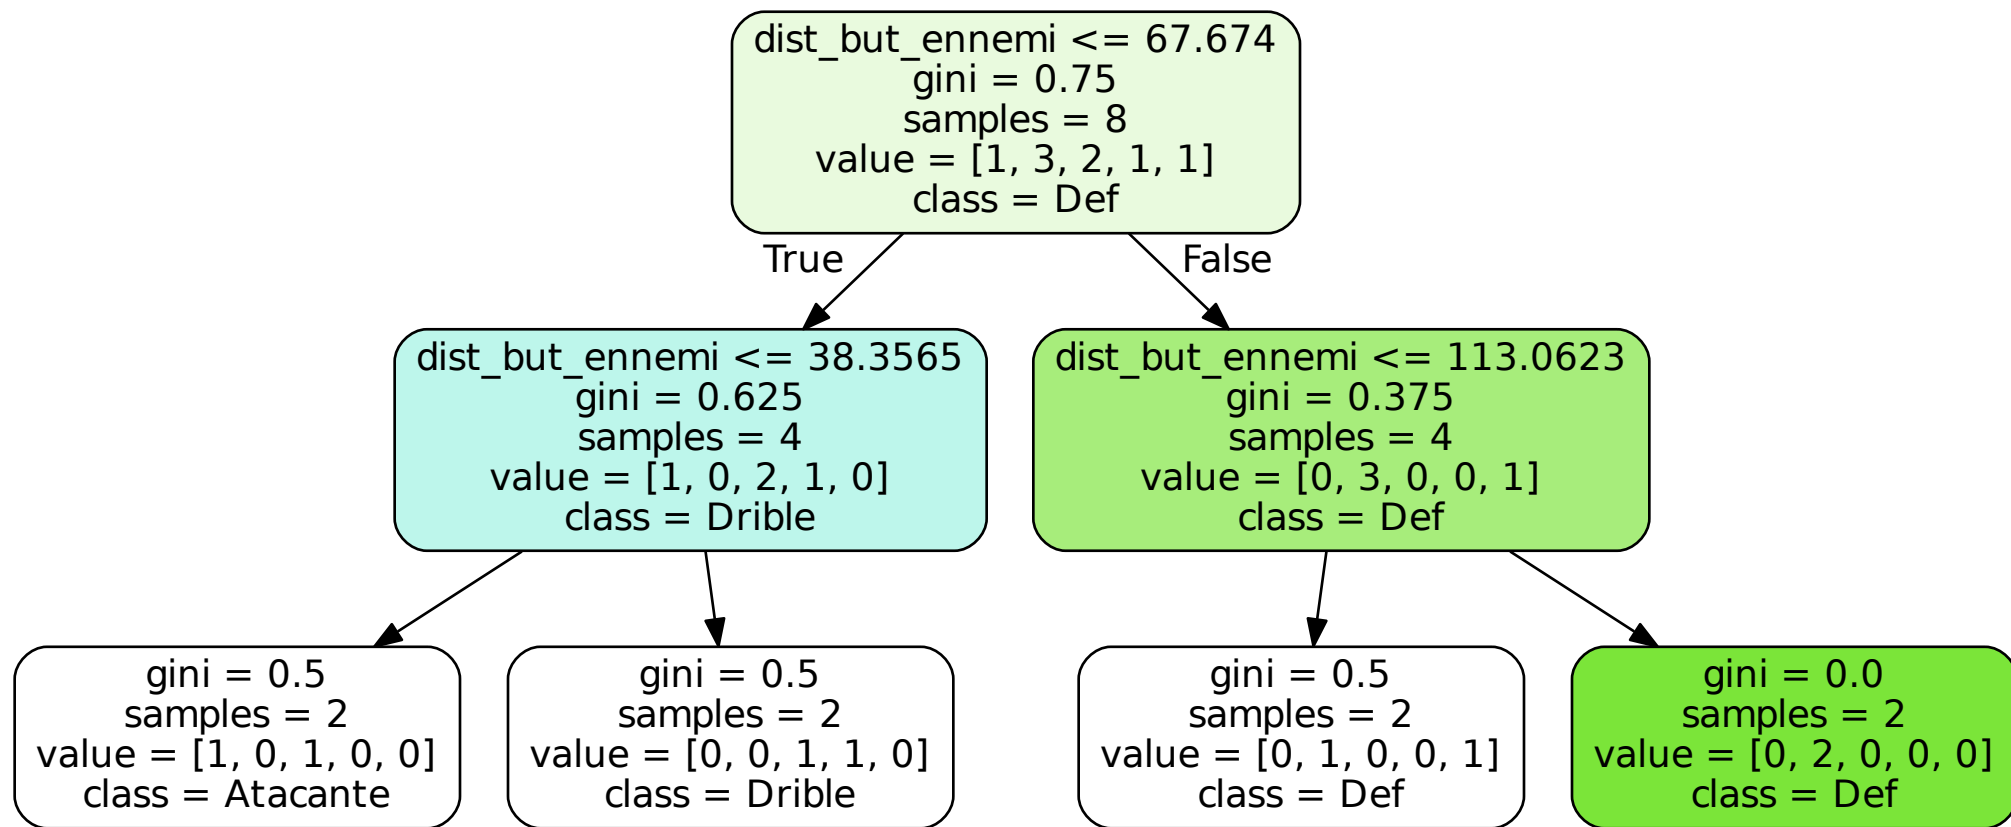 dist_but_ennemi <= 67.674
gini = 0.75
samples = 8
value = [1, 3, 2, 1, 1]
class = Def
True
False
dist_but_ennemi <= 38.3565
gini = 0.625
samples = 4
value = [1, 0, 2, 1, 0]
class = Drible
dist_but_ennemi <= 113.0623
gini = 0.375
samples = 4
value = [0, 3, 0, 0, 1]
class = Def
gini = 0.5
samples = 2
value = [1, 0, 1, 0, 0]
class = Atacante
gini = 0.5
samples = 2
value = [0, 0, 1, 1, 0]
class = Drible
gini = 0.5
samples = 2
value = [0, 1, 0, 0, 1]
class = Def
gini = 0.0
samples = 2
value = [0, 2, 0, 0, 0]
class = Def